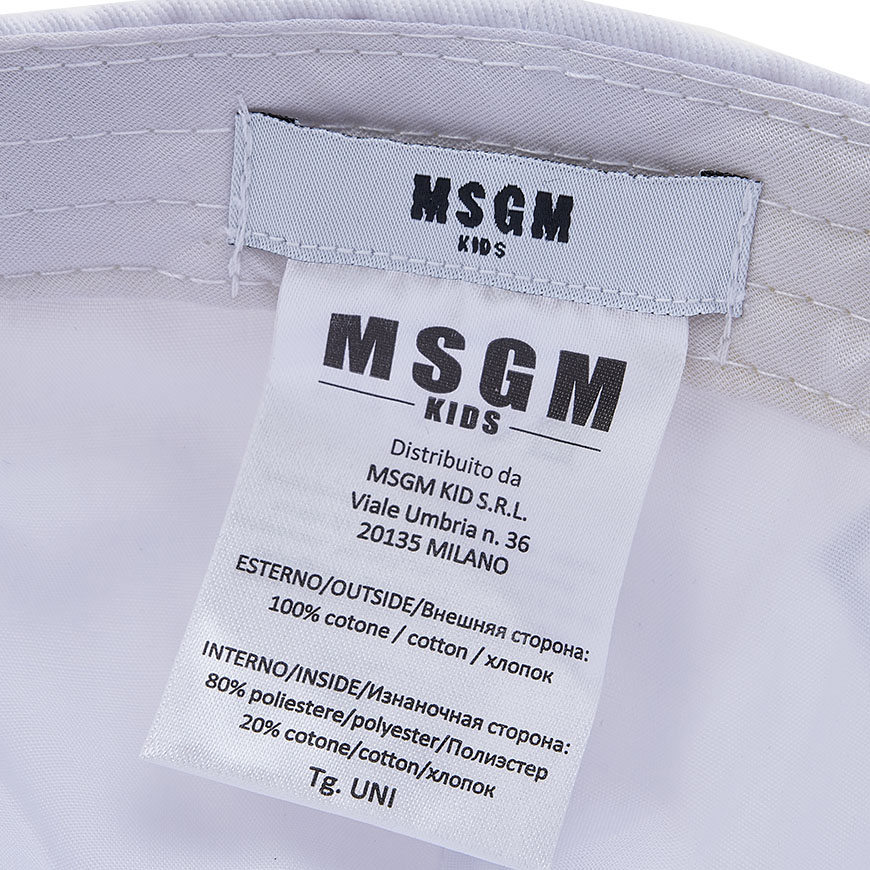 MSGM
KIDS
MSGM
KIDS
Distribuito da
MSGM KID S.R.L.
Viale Umbria n. 36
20135 MILANO
ESTERNO/OUTSIDE/Внешняя сторона:
100% cotone / cotton / хлопок
INTERNO/INSIDE/Изнаночная сторона:
80% poliestere/polyester/Полиэстер
20% cotone/cotton/хлопок
Tg. UNI